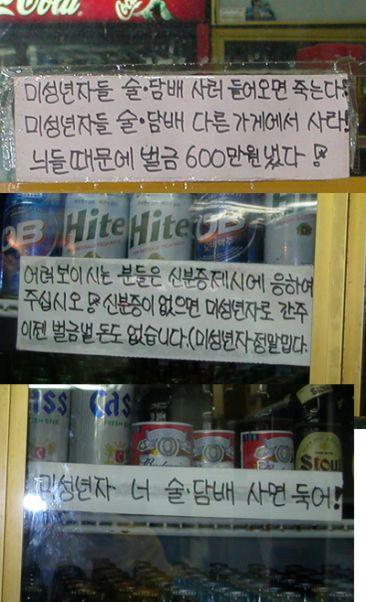 Cola
미성년자들 술·담배 사러 들어오면 죽는다!
미성년자들 술·담배 다른 가게에서 사라!
늬들 때문에 벌금 600만원 냈다!
OB Hite Hite OB
어려 보이시는 분들은 신분증제시에 응하여
주십시오! 신분증이 없으면 미성년자로 간주
이젠 벌금낼 돈도 없습니다.(미성년자 정말밉다.
Cass Cass
Stout
미성년자 너 술·담배 사면 죽어!